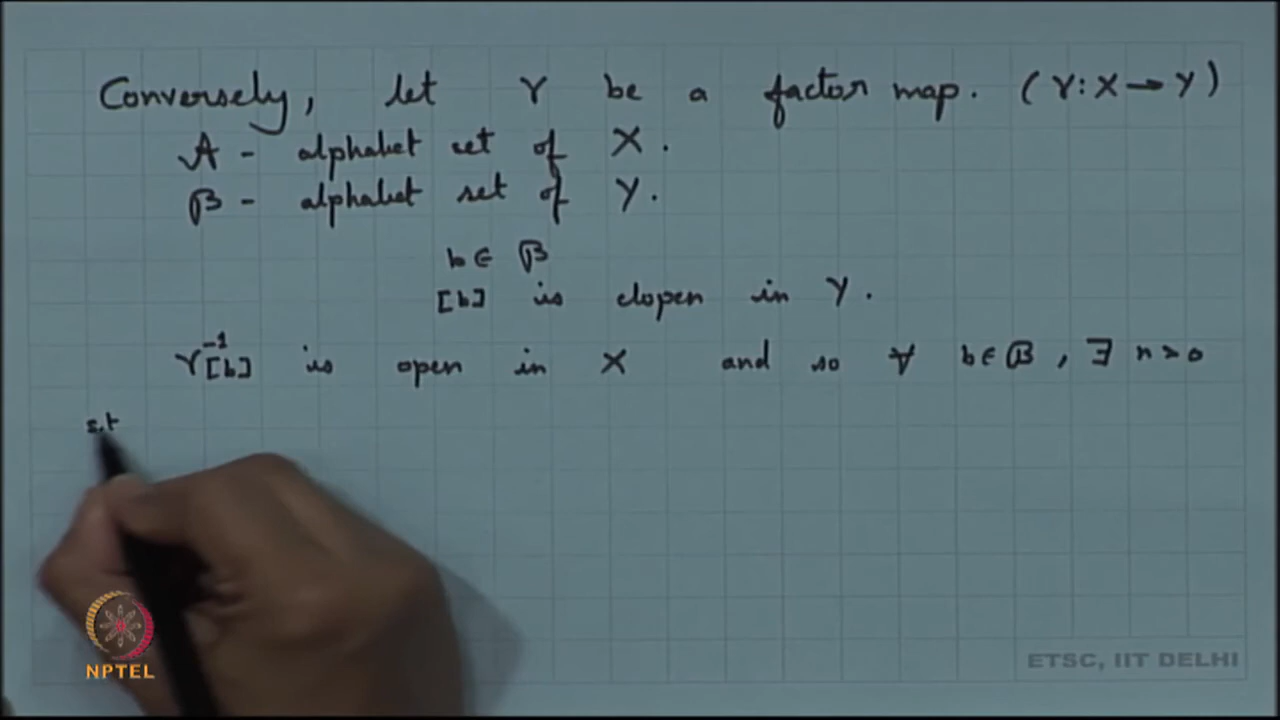 Conversely, let γ be a factor map. (γ: X → Y)
A - alphabet set of X.
B - alphabet set of Y.
b ∈ B
[b] is clopen in Y.
γ⁻¹[b] is open in X and so ∀ b ∈ B, ∃ n > 0
s.t
NPTEL
ETSC, IIT DELHI